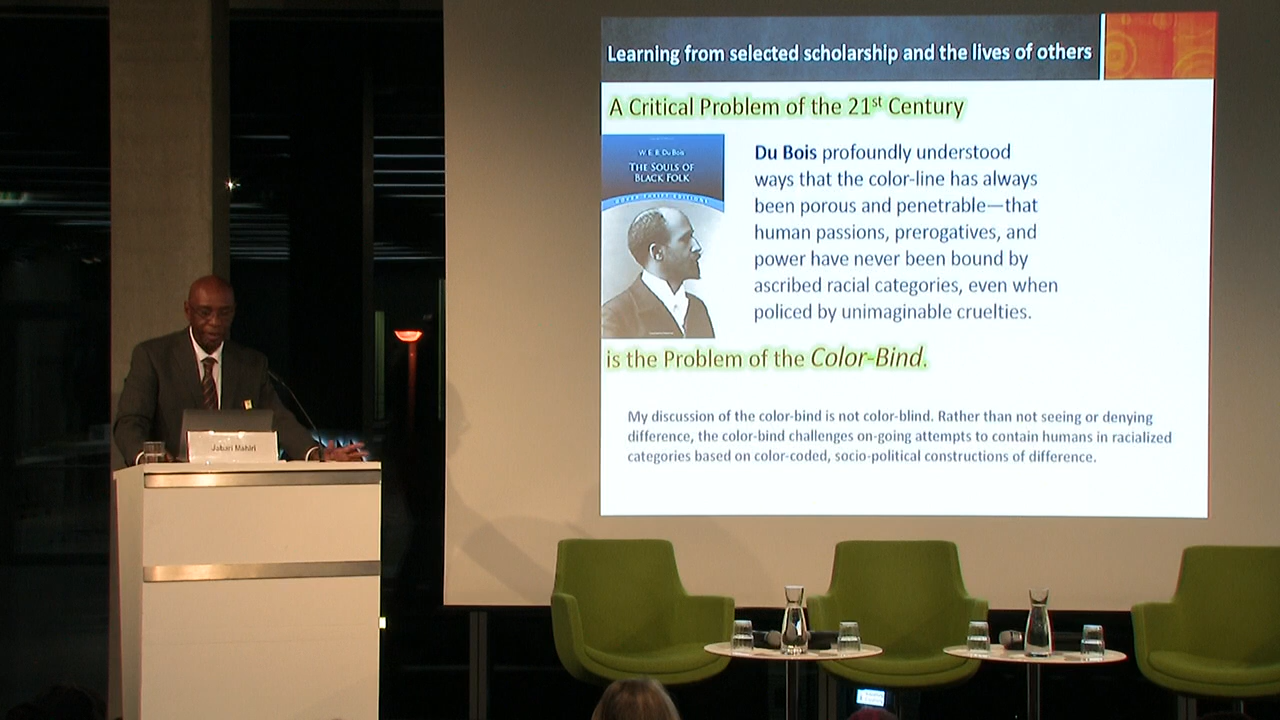 Learning from selected scholarship and the lives of others
A Critical Problem of the 21st Century
W. E. B. Du Bois
THE SOULS OF
BLACK FOLK
Du Bois profoundly understood
ways that the color-line has always
been porous and penetrable—that
human passions, prerogatives, and
power have never been bound by
ascribed racial categories, even when
policed by unimaginable cruelties.
is the Problem of the Color-Bind.
My discussion of the color-bind is not color-blind. Rather than not seeing or denying
difference, the color-bind challenges on-going attempts to contain humans in racialized
categories based on color-coded, socio-political constructions of difference.
Jabari Mahiri